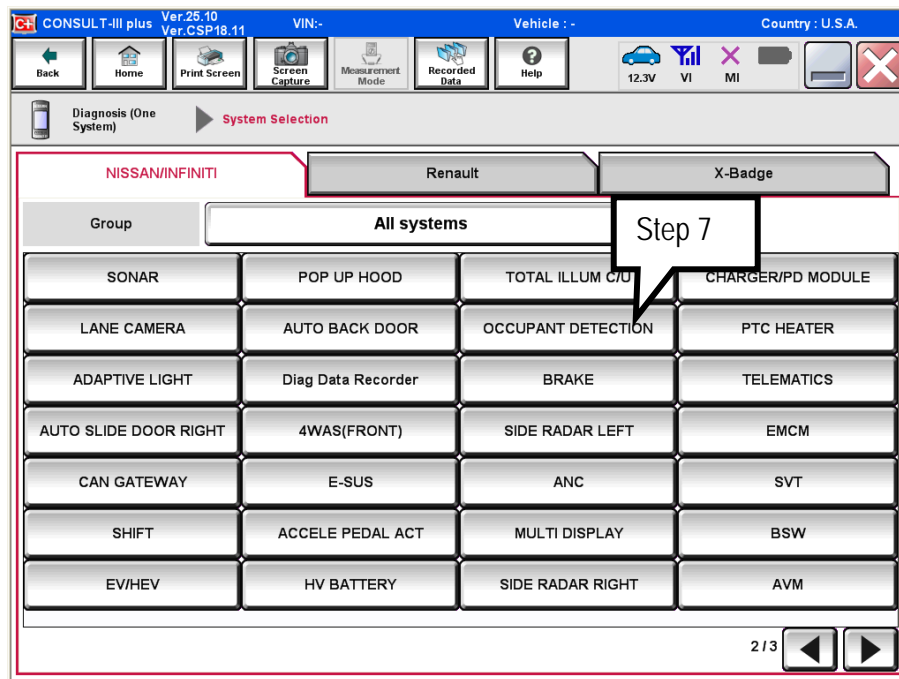 C+ CONSULT-III plus Ver.25.10 VIN:- Vehicle : - Country : U.S.A.
Ver.CSP18.11
Back Home Print Screen Screen Capture Measurement Mode Recorded Data Help 12.3V VI MI
Diagnosis (One System) System Selection
NISSAN/INFINITI Renault X-Badge
Group All systems Step 7
SONAR POP UP HOOD TOTAL ILLUM C/U CHARGER/PD MODULE
LANE CAMERA AUTO BACK DOOR OCCUPANT DETECTION PTC HEATER
ADAPTIVE LIGHT Diag Data Recorder BRAKE TELEMATICS
AUTO SLIDE DOOR RIGHT 4WAS(FRONT) SIDE RADAR LEFT EMCM
CAN GATEWAY E-SUS ANC SVT
SHIFT ACCELE PEDAL ACT MULTI DISPLAY BSW
EV/HEV HV BATTERY SIDE RADAR RIGHT AVM
2/3